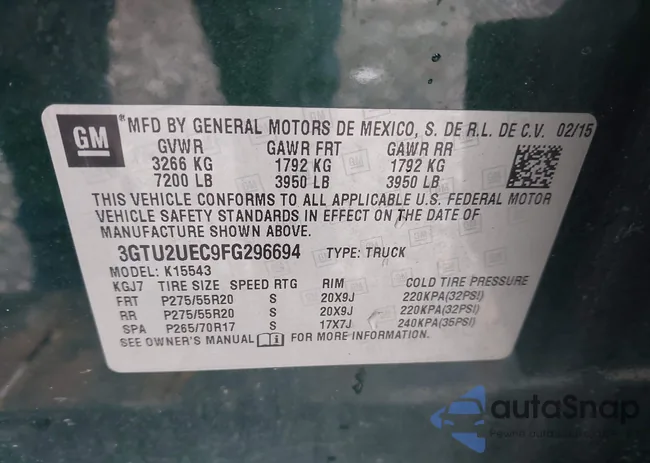 GM ® MFD BY GENERAL MOTORS DE MEXICO, S. DE R.L. DE C.V. 02/15
GVWR GAWR FRT GAWR RR
3266 KG 1792 KG 1792 KG
7200 LB 3950 LB 3950 LB
THIS VEHICLE CONFORMS TO ALL APPLICABLE U.S. FEDERAL MOTOR
VEHICLE SAFETY STANDARDS IN EFFECT ON THE DATE OF
MANUFACTURE SHOWN ABOVE.
3GTU2UEC9FG296694 TYPE: TRUCK
MODEL: K15543
KGJ7 TIRE SIZE SPEED RTG RIM COLD TIRE PRESSURE
FRT P275/55R20 S 20X9J 220KPA(32PSI)
RR P275/55R20 S 20X9J 220KPA(32PSI)
SPA P265/70R17 S 17X7J 240KPA(35PSI)
SEE OWNER'S MANUAL i FOR MORE INFORMATION.
autoSnap